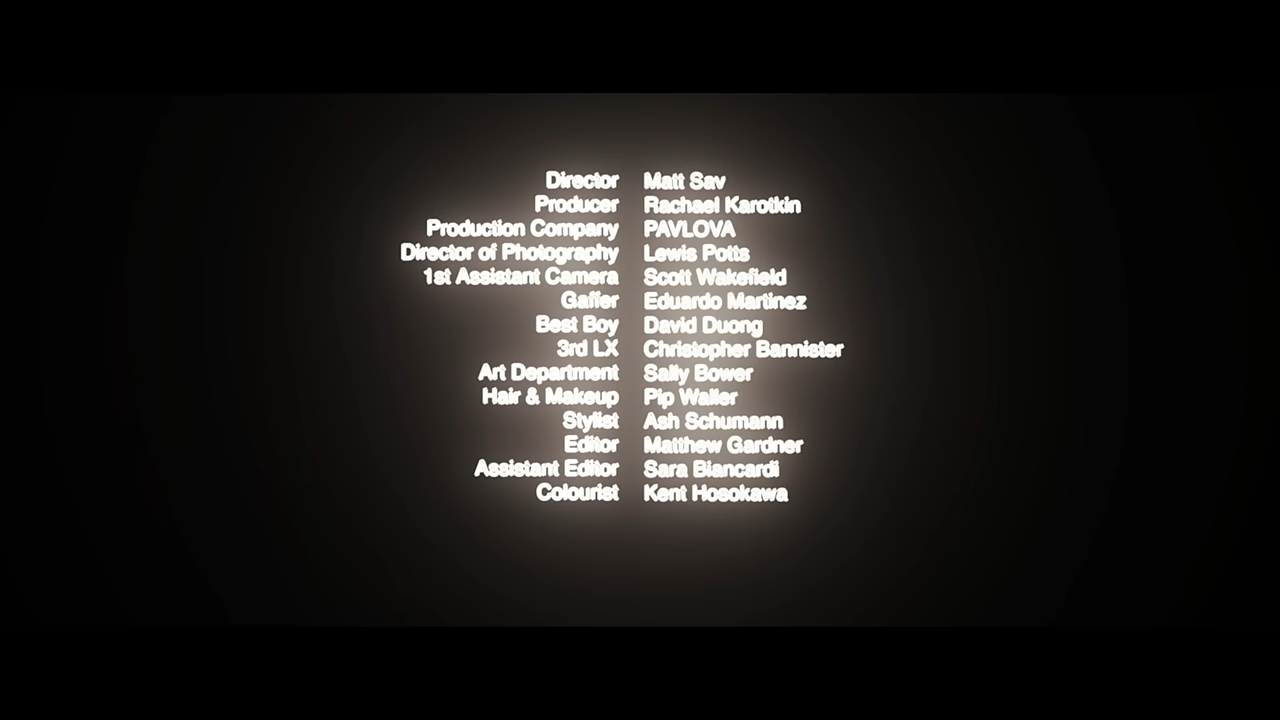 Director Matt Sav
Producer Rachael Karotkin
Production Company PAVLOVA
Director of Photography Lewis Potts
1st Assistant Camera Scott Wakefield
Gaffer Eduardo Martinez
Best Boy David Duong
3rd LX Christopher Bannister
Art Department Sally Bower
Hair & Makeup Pip Waller
Stylist Ash Schumann
Editor Matthew Gardner
Assistant Editor Sara Biancardi
Colourist Kent Hosokawa